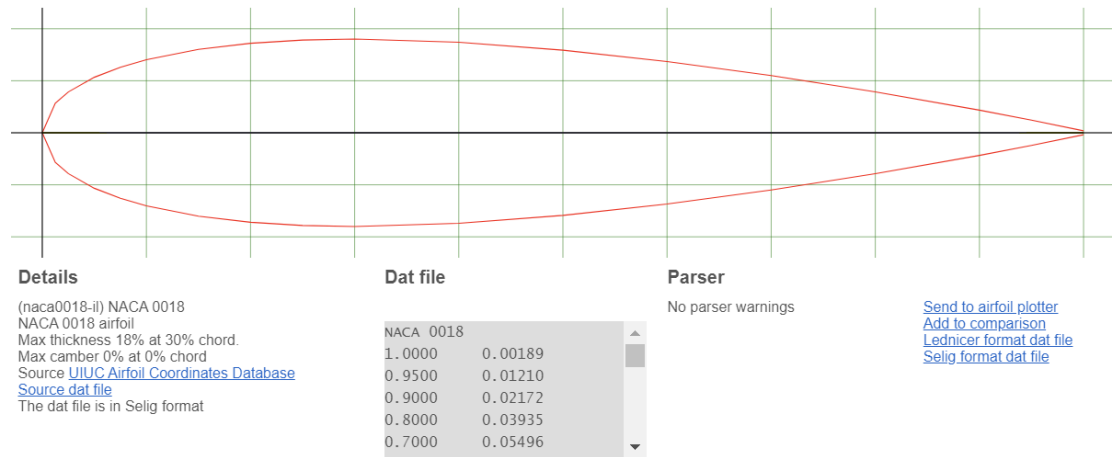 Details
(naca0018-il) NACA 0018
NACA 0018 airfoil
Max thickness 18% at 30% chord.
Max camber 0% at 0% chord
Source UIUC Airfoil Coordinates Database
Source dat file
The dat file is in Selig format
Dat file
NACA 0018
1.0000 0.00189
0.9500 0.01210
0.9000 0.02172
0.8000 0.03935
0.7000 0.05496
Parser
No parser warnings
Send to airfoil plotter
Add to comparison
Lednicer format dat file
Selig format dat file